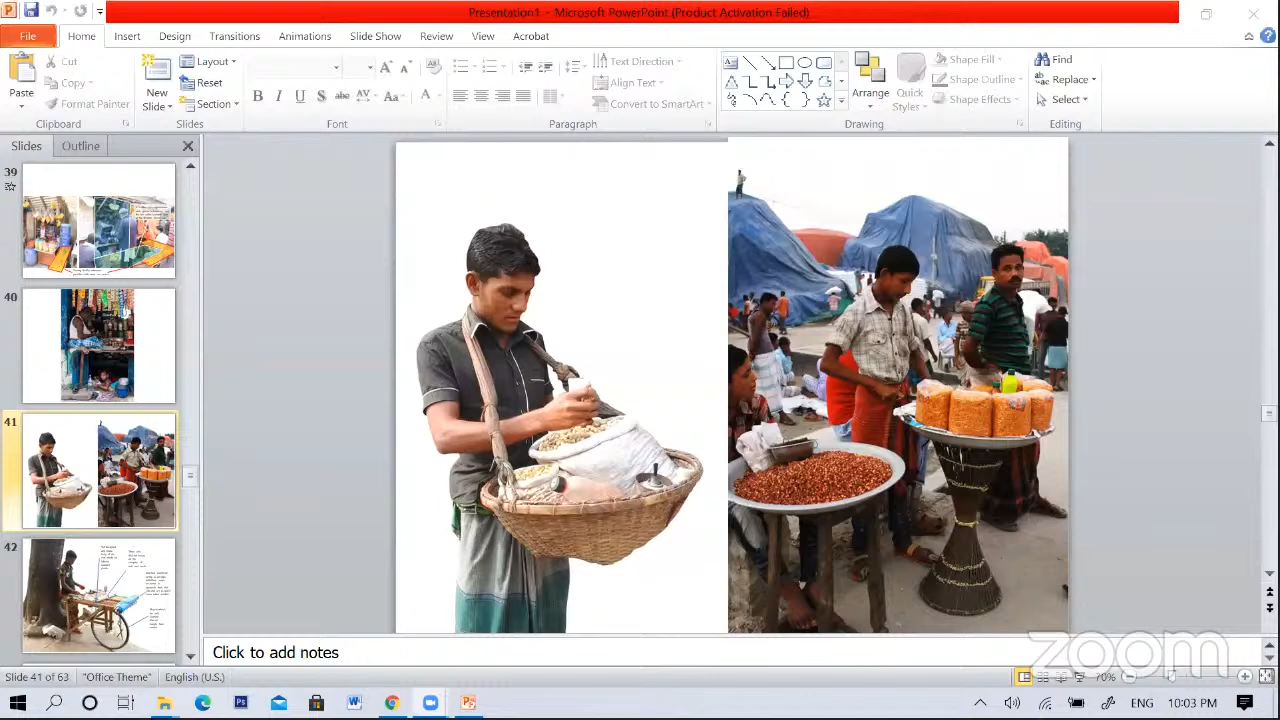 Presentation1 - Microsoft PowerPoint (Product Activation Failed)
File Home Insert Design Transitions Animations Slide Show Review View Acrobat
Cut
Copy
Format Painter
Paste
Clipboard
New Slide
Layout
Reset
Section
Slides
B I U S abc AV Aa A
Font
Text Direction
Align Text
Convert to SmartArt
Paragraph
Arrange
Quick Styles
Shape Fill
Shape Outline
Shape Effects
Drawing
Find
Replace
Select
Editing
Slides Outline
39
40
41
42
Click to add notes
zoom
Slide 41 of 63 "Office Theme" English (U.S.) 70%
ENG 10:03 PM